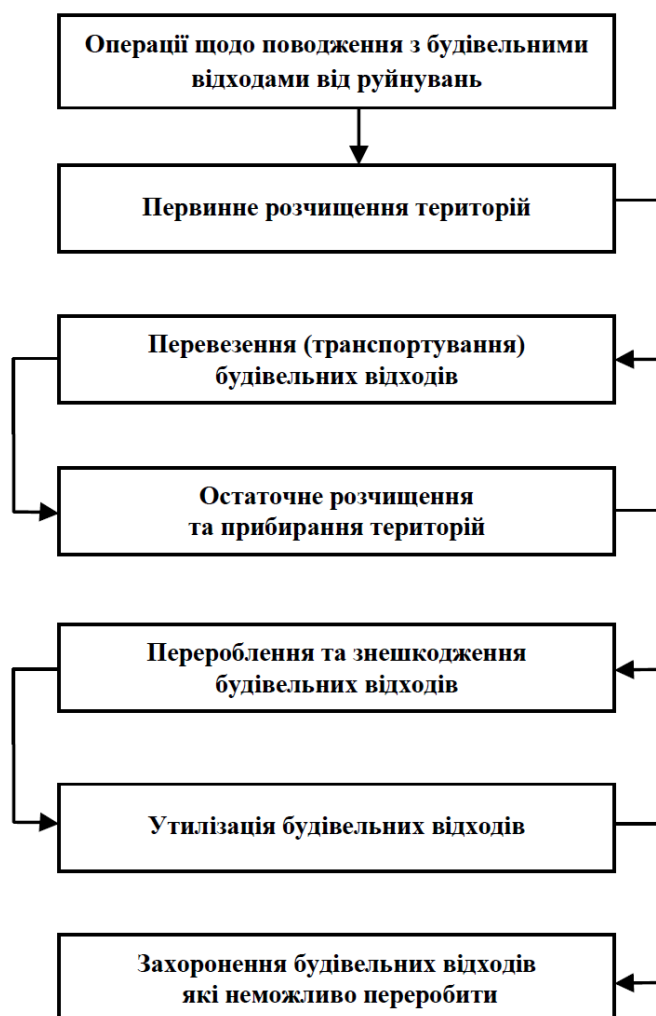 Операції щодо поводження з будівельними
відходами від руйнувань
Первинне розчищення територій
Перевезення (транспортування)
будівельних відходів
Остаточне розчищення
та прибирання територій
Перероблення та знешкодження
будівельних відходів
Утилізація будівельних відходів
Захоронення будівельних відходів
які неможливо переробити